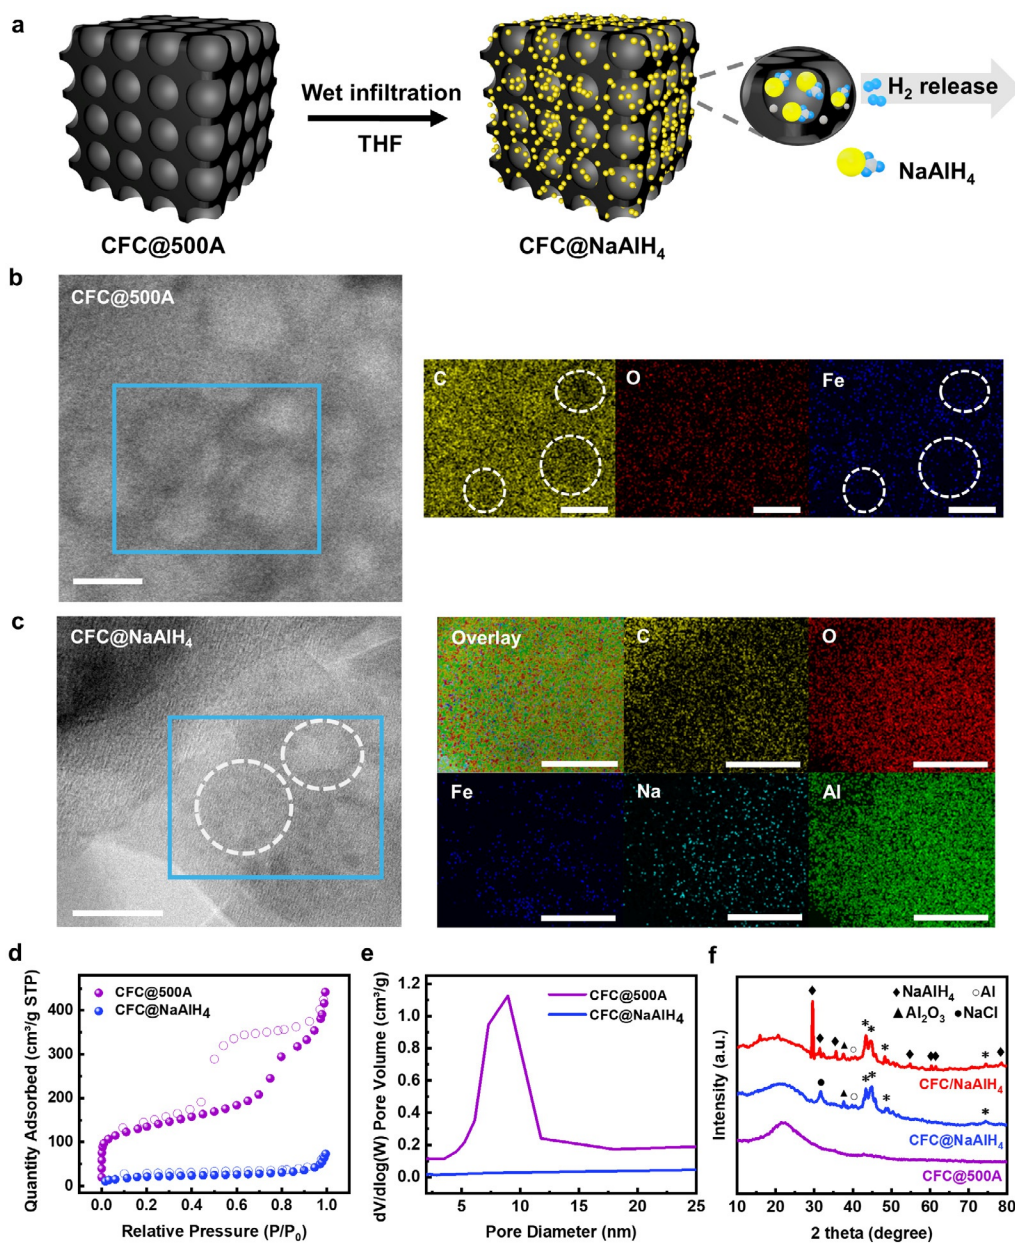 a
Wet infiltration
THF
H₂ release
NaAlH₄
CFC@500A
CFC@NaAlH₄
b
CFC@500A
C
O
Fe
c
CFC@NaAlH₄
Overlay
C
O
Fe
Na
Al
d
Quantity Adsorbed (cm³/g STP)
400
300
200
100
0
CFC@500A
CFC@NaAlH₄
0.0 0.2 0.4 0.6 0.8 1.0
Relative Pressure (P/P₀)
e
dV/dlog(W) Pore Volume (cm³/g)
1.2
1.0
0.8
0.6
0.4
0.2
0.0
CFC@500A
CFC@NaAlH₄
5 10 15 20 25
Pore Diameter (nm)
f
Intensity (a.u.)
♦ NaAlH₄ ○ Al
▲ Al₂O₃ ● NaCl
* * * *
CFC/NaAlH₄
* * * *
CFC@NaAlH₄
CFC@500A
10 20 30 40 50 60 70 80
2 theta (degree)